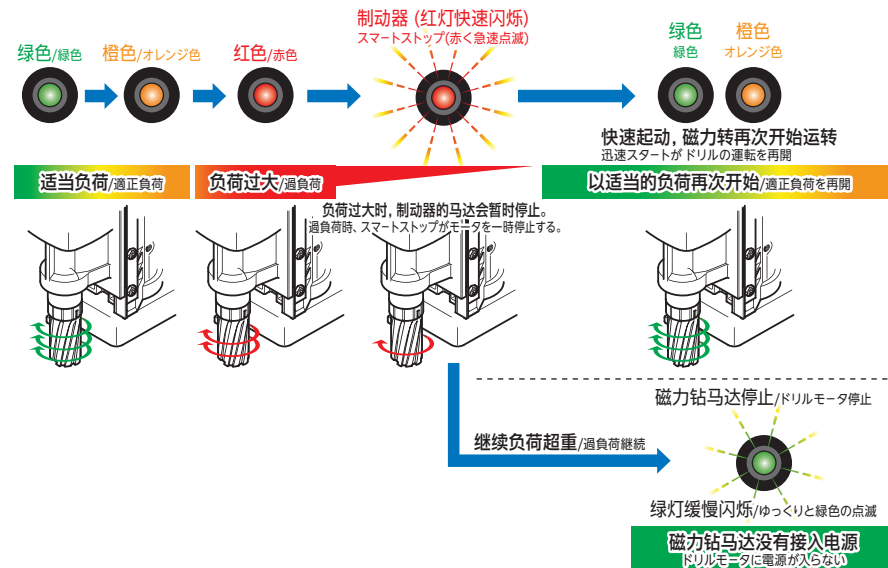 制动器 (红灯快速闪烁)
スマートストップ(赤く急速点滅)
绿色/緑色
橙色/オレンジ色
红色/赤色
绿色
緑色
橙色
オレンジ色
快速起动，磁力转再次开始运转
迅速スタートが ドリルの運転を再開
适当负荷/適正負荷
负荷过大/過負荷
以适当的负荷再次开始/適正負荷を再開
负荷过大时，制动器的马达会暂时停止。
過負荷時、スマートストップがモータを一時停止する。
磁力钻马达停止/ドリルモータ停止
继续负荷超重/過負荷継続
绿灯缓慢闪烁/ゆっくりと緑色の点滅
磁力钻马达没有接入电源
ドリルモータに電源が入らない